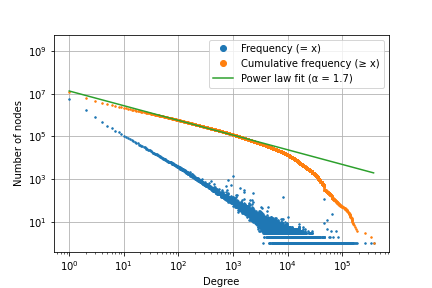 Frequency (= x)
Cumulative frequency (≥ x)
Power law fit (α = 1.7)
Number of nodes
10⁹
10⁷
10⁵
10³
10¹
10⁰ 10¹ 10² 10³ 10⁴ 10⁵
Degree